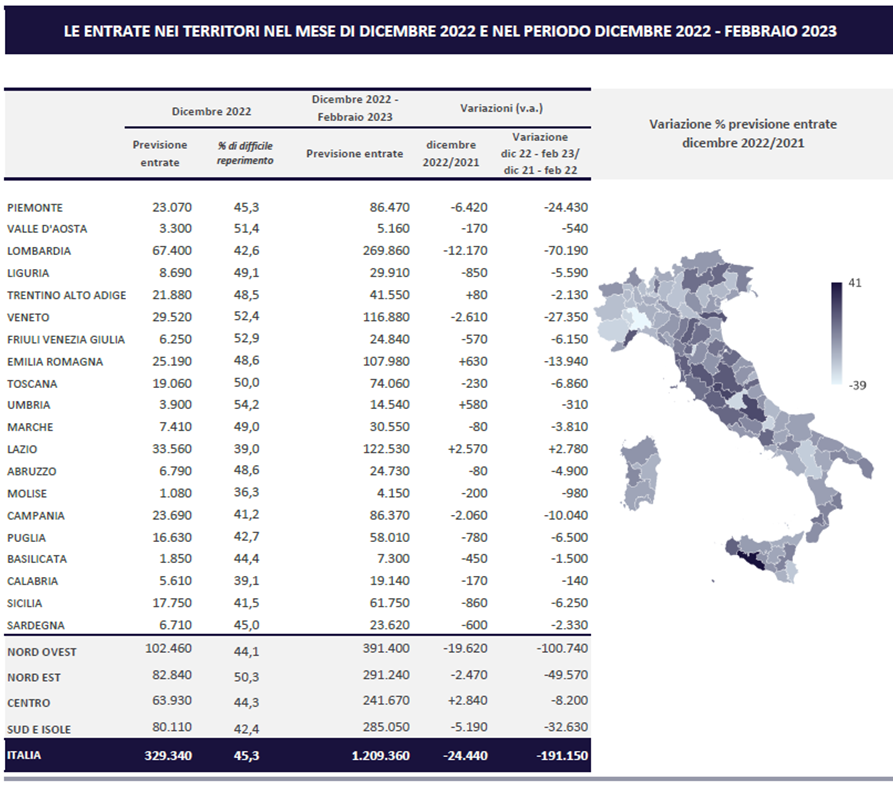 LE ENTRATE NEI TERRITORI NEL MESE DI DICEMBRE 2022 E NEL PERIODO DICEMBRE 2022 - FEBBRAIO 2023
Dicembre 2022
Dicembre 2022 -
Febbraio 2023
Variazioni (v.a.)
Previsione
entrate
% di difficile
reperimento
Previsione entrate
dicembre
2022/2021
Variazione
dic 22 - feb 23/
dic 21 - feb 22
Variazione % previsione entrate
dicembre 2022/2021
PIEMONTE 23.070 45,3 86.470 -6.420 -24.430
VALLE D'AOSTA 3.300 51,4 5.160 -170 -540
LOMBARDIA 67.400 42,6 269.860 -12.170 -70.190
LIGURIA 8.690 49,1 29.910 -850 -5.590
TRENTINO ALTO ADIGE 21.880 48,5 41.550 +80 -2.130
VENETO 29.520 52,4 116.880 -2.610 -27.350
FRIULI VENEZIA GIULIA 6.250 52,9 24.840 -570 -6.150
EMILIA ROMAGNA 25.190 48,6 107.980 +630 -13.940
TOSCANA 19.060 50,0 74.060 -230 -6.860
UMBRIA 3.900 54,2 14.540 +580 -310
MARCHE 7.410 49,0 30.550 -80 -3.810
LAZIO 33.560 39,0 122.530 +2.570 +2.780
ABRUZZO 6.790 48,6 24.730 -80 -4.900
MOLISE 1.080 36,3 4.150 -200 -980
CAMPANIA 23.690 41,2 86.370 -2.060 -10.040
PUGLIA 16.630 42,7 58.010 -780 -6.500
BASILICATA 1.850 44,4 7.300 -450 -1.500
CALABRIA 5.610 39,1 19.140 -170 -140
SICILIA 17.750 41,5 61.750 -860 -6.250
SARDEGNA 6.710 45,0 23.620 -600 -2.330
NORD OVEST 102.460 44,1 391.400 -19.620 -100.740
NORD EST 82.840 50,3 291.240 -2.470 -49.570
CENTRO 63.930 44,3 241.670 +2.840 -8.200
SUD E ISOLE 80.110 42,4 285.050 -5.190 -32.630
ITALIA 329.340 45,3 1.209.360 -24.440 -191.150
41
-39